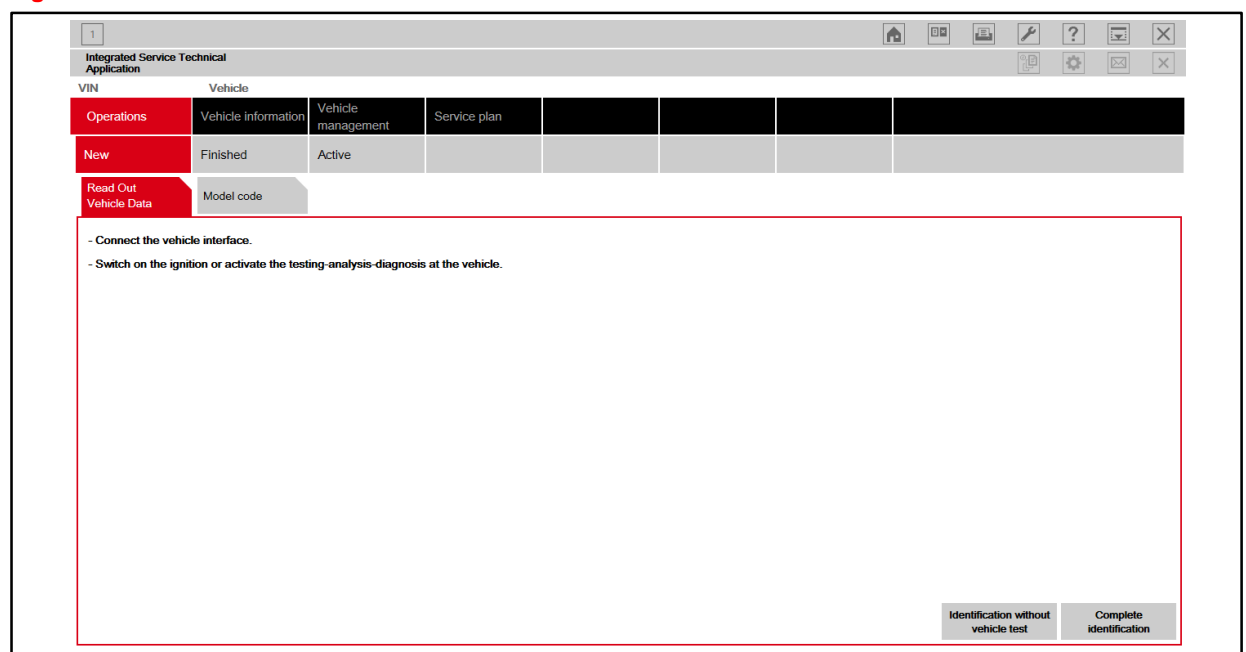 1
Integrated Service Technical
Application
VIN Vehicle
Operations Vehicle information Vehicle
management Service plan
New Finished Active
Read Out
Vehicle Data Model code
- Connect the vehicle interface.
- Switch on the ignition or activate the testing-analysis-diagnosis at the vehicle.
Identification without
vehicle test
Complete
identification